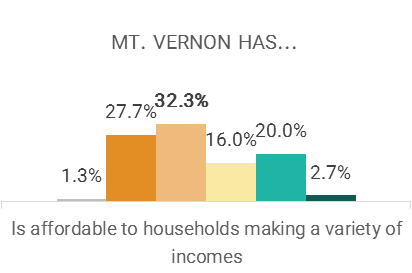 MT. VERNON HAS...
1.3% 27.7% 32.3% 16.0% 20.0% 2.7%
Is affordable to households making a variety of
incomes